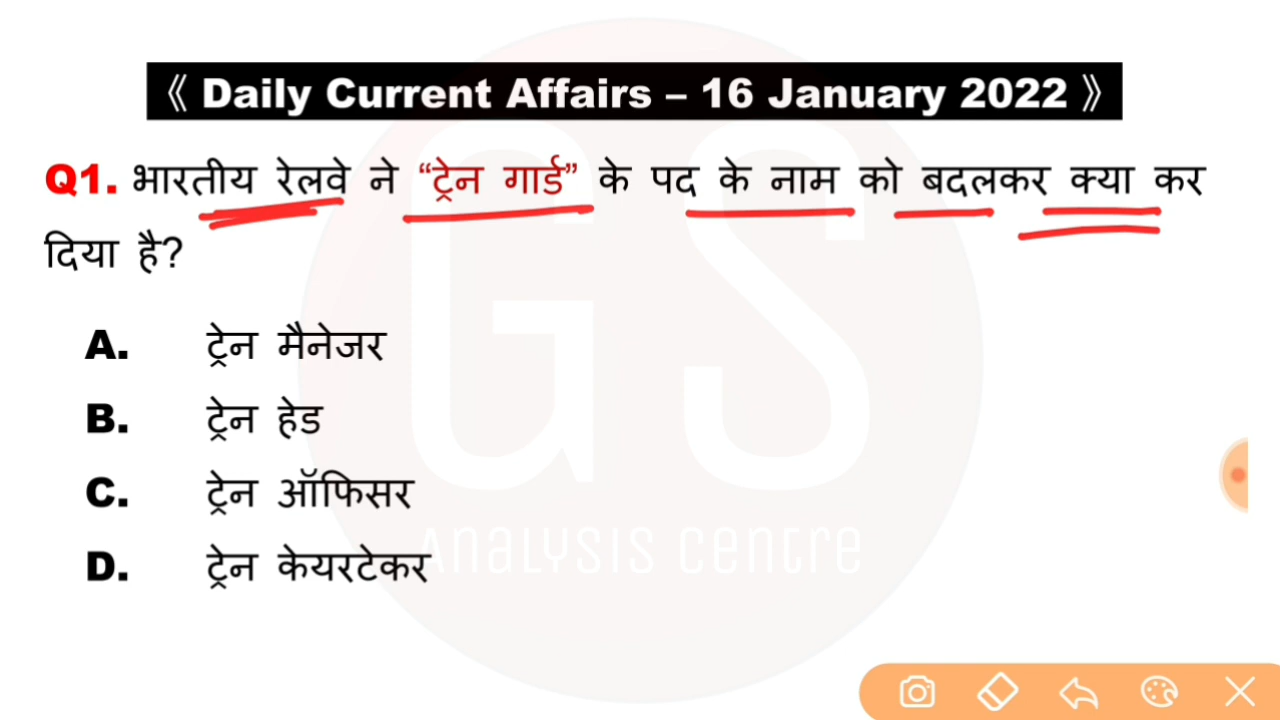 《 Daily Current Affairs – 16 January 2022 》
Q1. भारतीय रेलवे ने “ट्रेन गार्ड” के पद के नाम को बदलकर क्या कर
दिया है?
A. ट्रेन मैनेजर
B. ट्रेन हेड
C. ट्रेन ऑफिसर
D. ट्रेन केयरटेकर
GS
Analysis Centre